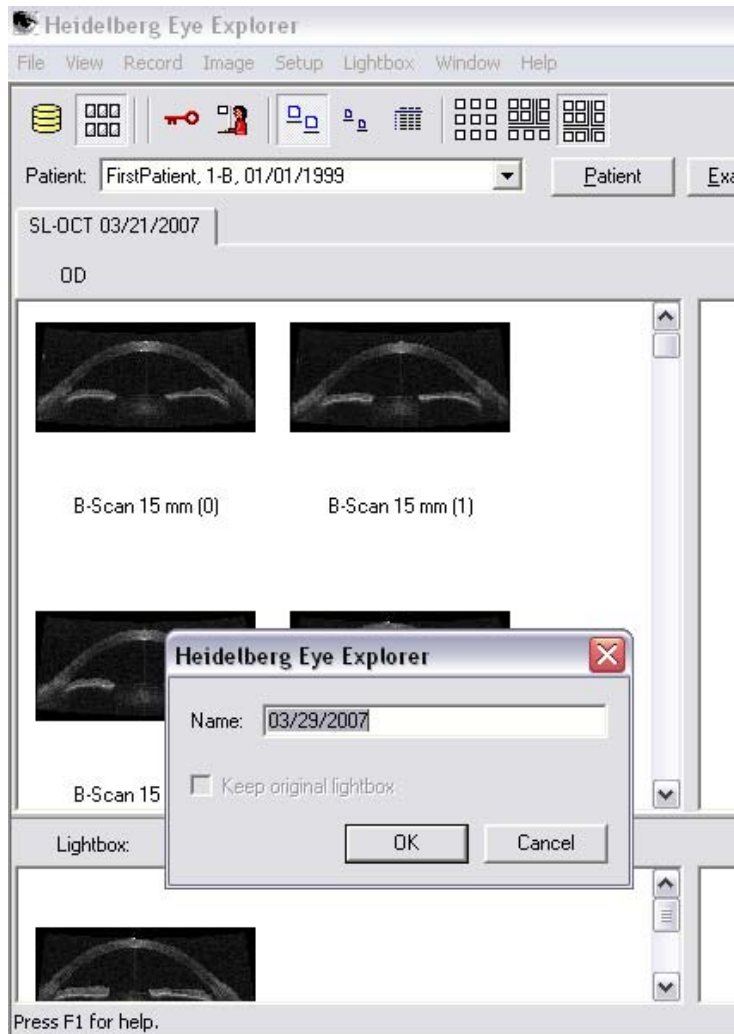 Heidelberg Eye Explorer
File View Record Image Setup Lightbox Window Help
Patient: FirstPatient, 1-B, 01/01/1999 Patient Exa
SL-OCT 03/21/2007
OD
B-Scan 15 mm (0) B-Scan 15 mm (1)
Heidelberg Eye Explorer
Name: 03/29/2007
Keep original lightbox
B-Scan 15
OK Cancel
Lightbox:
Press F1 for help.